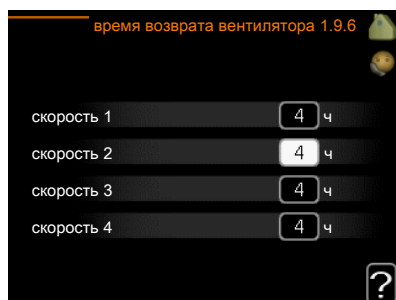 время возврата вентилятора 1.9.6
скорость 1 4 ч
скорость 2 4 ч
скорость 3 4 ч
скорость 4 4 ч
?